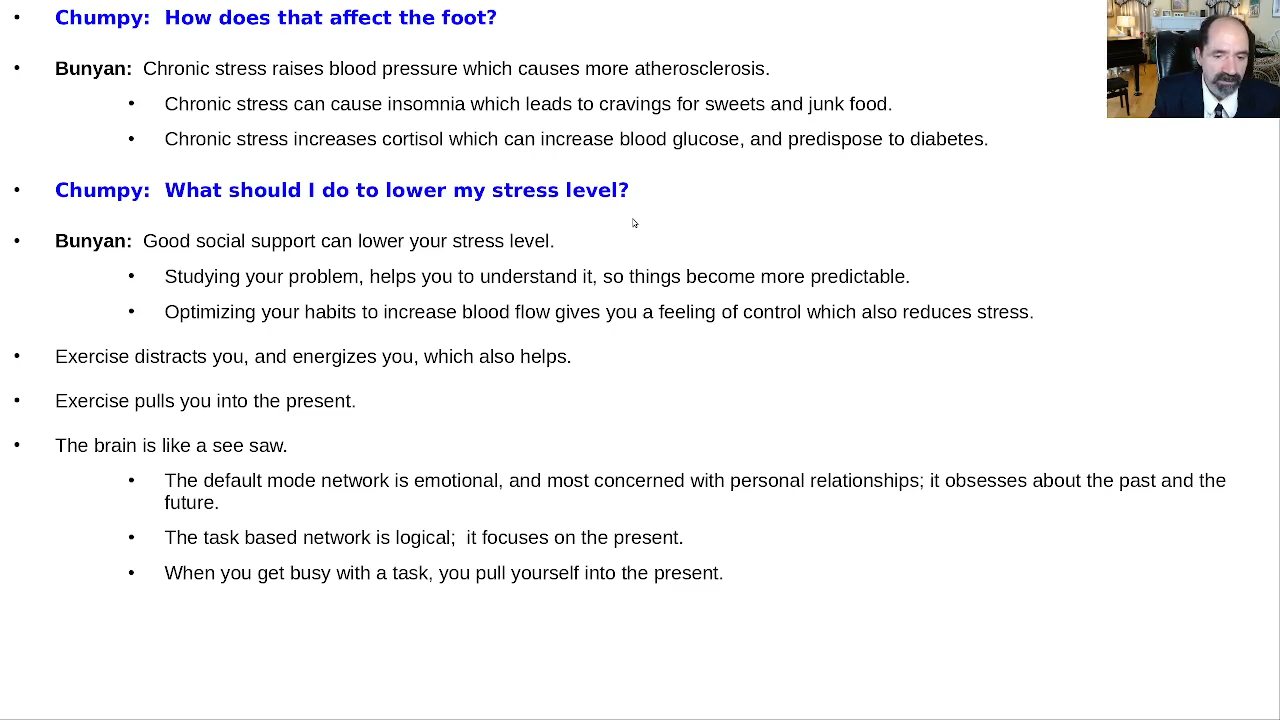 • Chumpy: How does that affect the foot?
• Bunyan: Chronic stress raises blood pressure which causes more atherosclerosis.
• Chronic stress can cause insomnia which leads to cravings for sweets and junk food.
• Chronic stress increases cortisol which can increase blood glucose, and predispose to diabetes.
• Chumpy: What should I do to lower my stress level?
• Bunyan: Good social support can lower your stress level.
• Studying your problem, helps you to understand it, so things become more predictable.
• Optimizing your habits to increase blood flow gives you a feeling of control which also reduces stress.
• Exercise distracts you, and energizes you, which also helps.
• Exercise pulls you into the present.
• The brain is like a see saw.
• The default mode network is emotional, and most concerned with personal relationships; it obsesses about the past and the
future.
• The task based network is logical; it focuses on the present.
• When you get busy with a task, you pull yourself into the present.